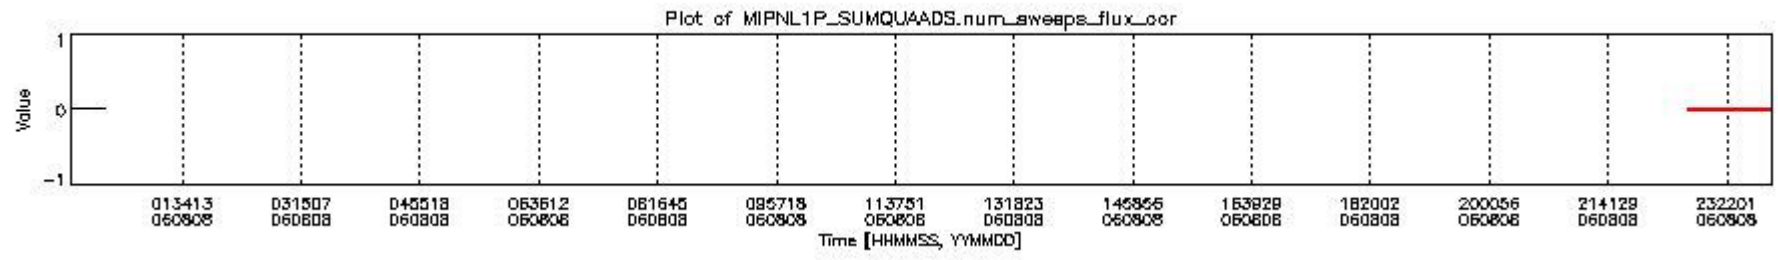 Plot of MIPNL1P_SUMQUAADS.num_sweeps_flux_cor
1
Value
0
-1
013413 031507 045518 063612 081645 095718 113751 131823 145856 163929 182002 200056 214129 232201
060808 060808 060808 060808 060808 060808 060808 060808 060808 060808 060808 060808 060808 060808
Time [HHMMSS, YYMMDD]